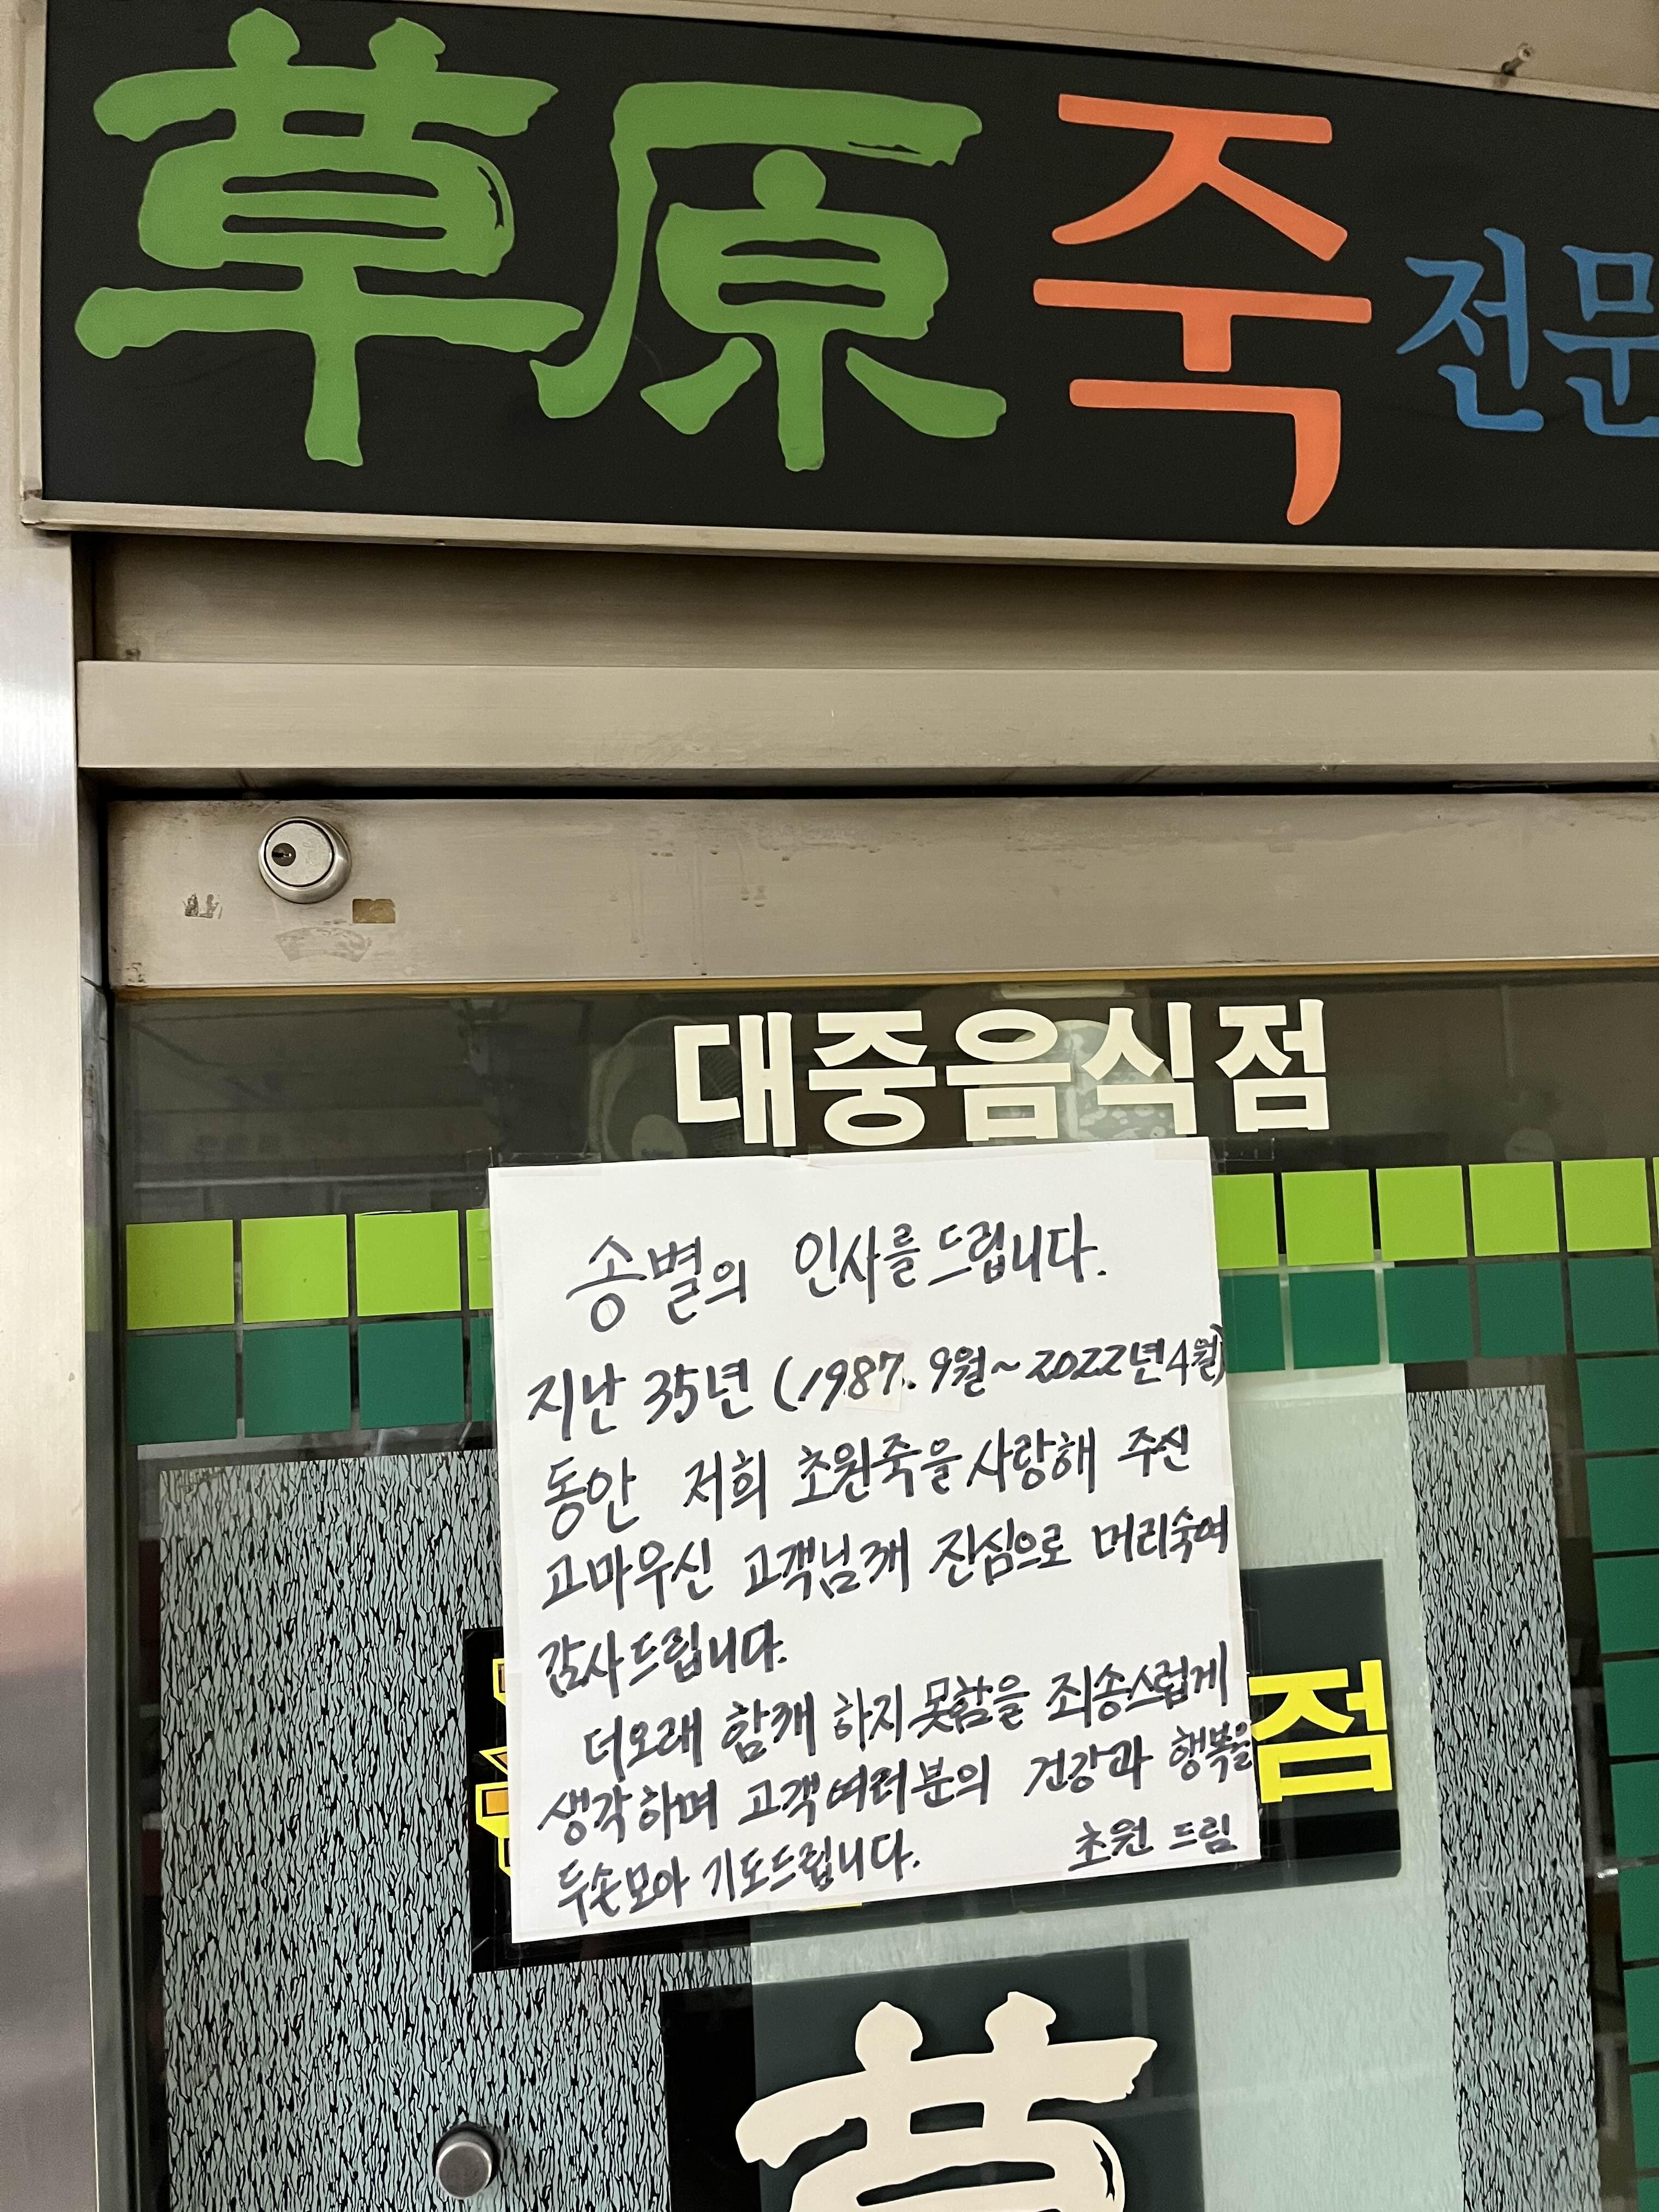 草原죽전문
대중음식점
송별의 인사를 드립니다.
지난 35년 (1987. 9월~2022년4월)
동안 저희 초원죽을 사랑해 주신
고마우신 고객님께 진심으로 머리숙여
감사드립니다.
더오래 함께 하지 못함을 죄송스럽게
생각하며 고객여러분의 건강과 행복을
두손모아 기도드립니다. 초원 드림
점
草